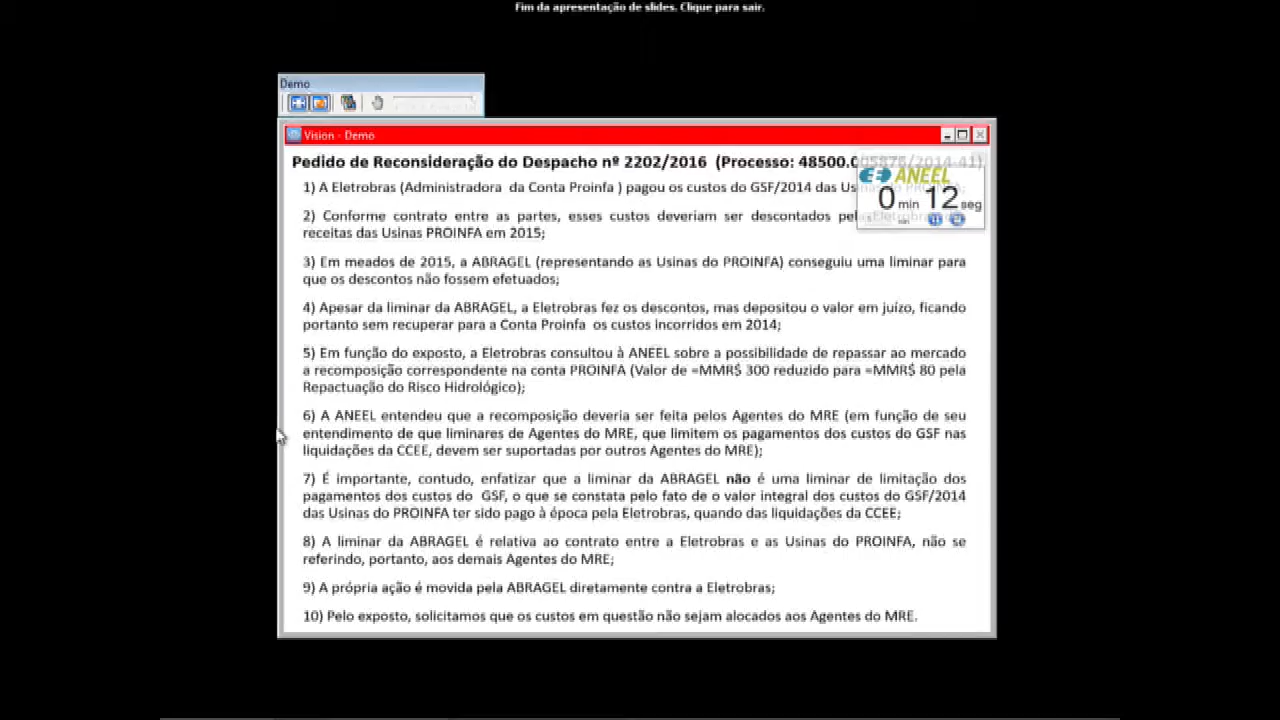 Fim da apresentação de slides. Clique para sair.
Demo
Vision - Demo
Pedido de Reconsideração do Despacho nº 2202/2016 (Processo: 48500.005876/2014-41)
1) A Eletrobras (Administradora da Conta Proinfa ) pagou os custos do GSF/2014 das Usinas do PROINFA;
ANEEL
0 min 12 seg
2) Conforme contrato entre as partes, esses custos deveriam ser descontados pela Eletrobras
receitas das Usinas PROINFA em 2015;
3) Em meados de 2015, a ABRAGEL (representando as Usinas do PROINFA) conseguiu uma liminar para
que os descontos não fossem efetuados;
4) Apesar da liminar da ABRAGEL, a Eletrobras fez os descontos, mas depositou o valor em juízo, ficando
portanto sem recuperar para a Conta Proinfa os custos incorridos em 2014;
5) Em função do exposto, a Eletrobras consultou à ANEEL sobre a possibilidade de repassar ao mercado
a recomposição correspondente na conta PROINFA (Valor de ≈MMR$ 300 reduzido para ≈MMR$ 80 pela
Repactuação do Risco Hidrológico);
6) A ANEEL entendeu que a recomposição deveria ser feita pelos Agentes do MRE (em função de seu
entendimento de que liminares de Agentes do MRE, que limitem os pagamentos dos custos do GSF nas
liquidações da CCEE, devem ser suportadas por outros Agentes do MRE);
7) É importante, contudo, enfatizar que a liminar da ABRAGEL não é uma liminar de limitação dos
pagamentos dos custos do GSF, o que se constata pelo fato de o valor integral dos custos do GSF/2014
das Usinas do PROINFA ter sido pago à época pela Eletrobras, quando das liquidações da CCEE;
8) A liminar da ABRAGEL é relativa ao contrato entre a Eletrobras e as Usinas do PROINFA, não se
referindo, portanto, aos demais Agentes do MRE;
9) A própria ação é movida pela ABRAGEL diretamente contra a Eletrobras;
10) Pelo exposto, solicitamos que os custos em questão não sejam alocados aos Agentes do MRE.